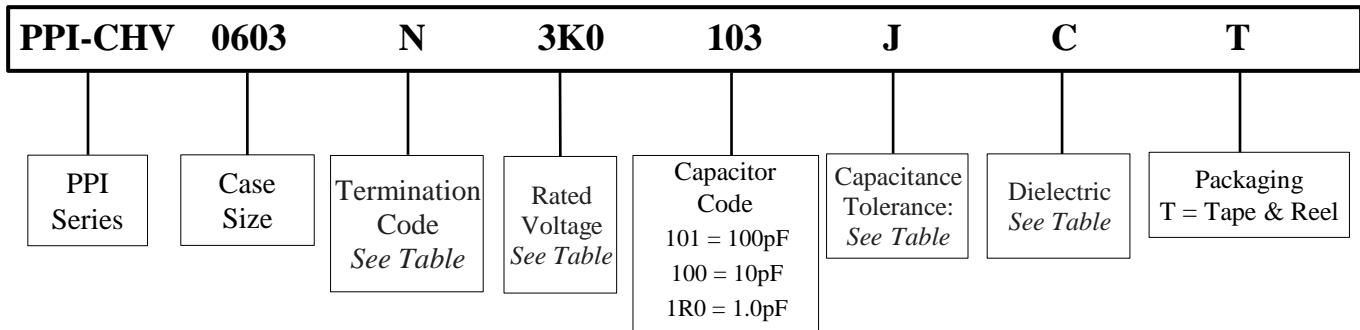 PPI-CHV 0603 N 3K0 103 J C T
PPI
Series
Case
Size
Termination
Code
See Table
Rated
Voltage
See Table
Capacitor
Code
101 = 100pF
100 = 10pF
1R0 = 1.0pF
Capacitance
Tolerance:
See Table
Dielectric
See Table
Packaging
T = Tape & Reel